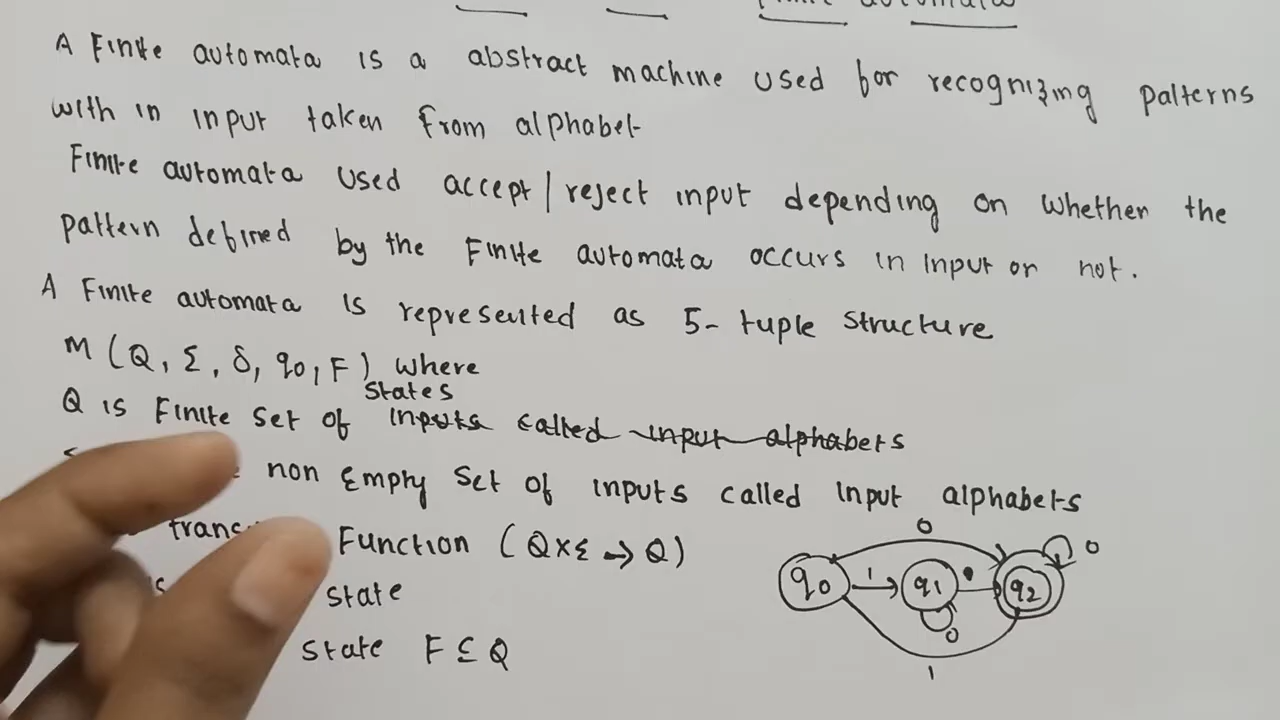 A Finite automata is a abstract machine used for recognizing patterns
with in input taken from alphabet
Finite automata used accept/reject input depending on whether the
pattern defined by the Finite automata occurs in input or not.
A Finite automata is represented as 5-tuple structure
M (Q, Σ, δ, q0, F) where
States
Q is Finite set of inputs called input alphabets
non Empty set of inputs called input alphabets
Function (Q×Σ → Q)
state
state F ⊆ Q
0
q0 1 q1 q2 0
0
1